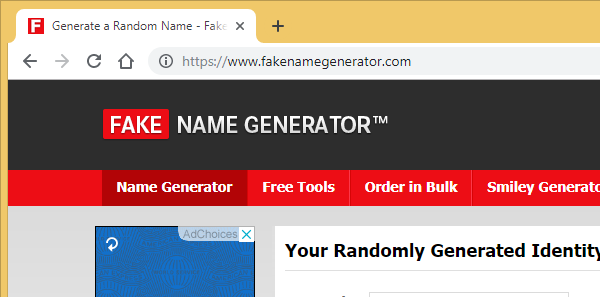 F Generate a Random Name - Fake
https://www.fakenamegenerator.com
FAKE NAME GENERATOR™
Name Generator Free Tools Order in Bulk Smiley Generato
AdChoices
Your Randomly Generated Identity